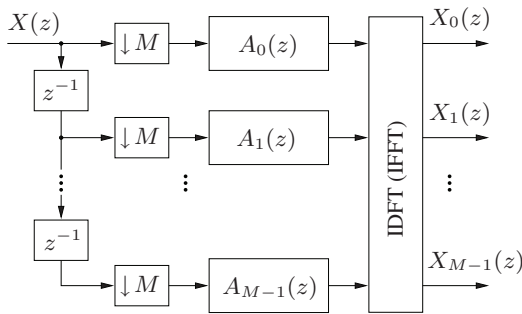 X(z) ↓M A_0(z) X_0(z)
z^{-1}
↓M A_1(z) X_1(z)
IDFT (IFFT)
z^{-1}
↓M A_{M-1}(z) X_{M-1}(z)